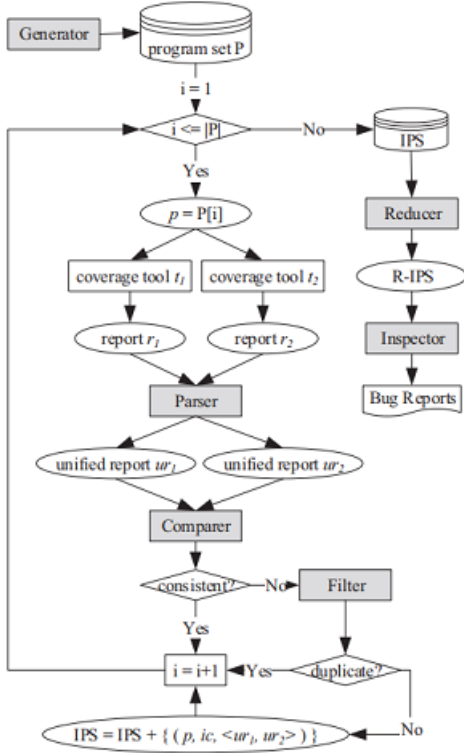 Generator
program set P
i = 1
i <= |P|
No
IPS
Yes
Reducer
p = P[i]
coverage tool t1
coverage tool t2
R-IPS
report r1
report r2
Inspector
Parser
Bug Reports
unified report ur1
unified report ur2
Comparer
consistent?
No
Filter
Yes
i = i+1
Yes
duplicate?
No
IPS = IPS + { ( p, ic, <ur1, ur2> ) }